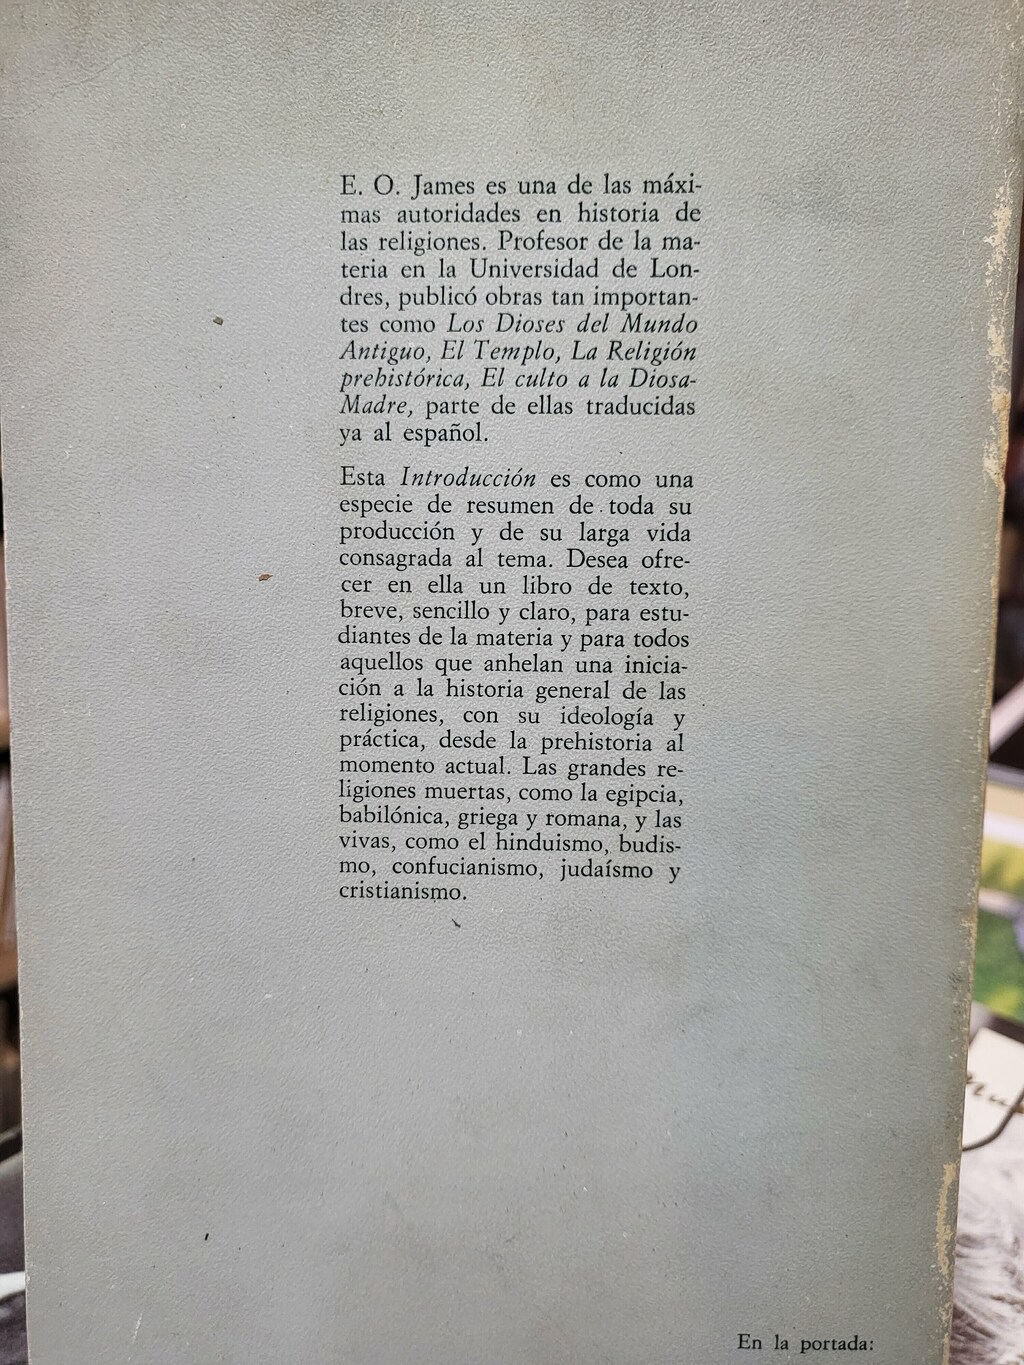 E. O. James es una de las máxi-
mas autoridades en historia de
las religiones. Profesor de la ma-
teria en la Universidad de Lon-
dres, publicó obras tan importan-
tes como Los Dioses del Mundo
Antiguo, El Templo, La Religión
prehistórica, El culto a la Diosa-
Madre, parte de ellas traducidas
ya al español.
Esta Introducción es como una
especie de resumen de toda su
producción y de su larga vida
consagrada al tema. Desea ofre-
cer en ella un libro de texto,
breve, sencillo y claro, para estu-
diantes de la materia y para todos
aquellos que anhelan una inicia-
ción a la historia general de las
religiones, con su ideología y
práctica, desde la prehistoria al
momento actual. Las grandes re-
ligiones muertas, como la egipcia,
babilónica, griega y romana, y las
vivas, como el hinduismo, budis-
mo, confucianismo, judaísmo y
cristianismo.
En la portada: